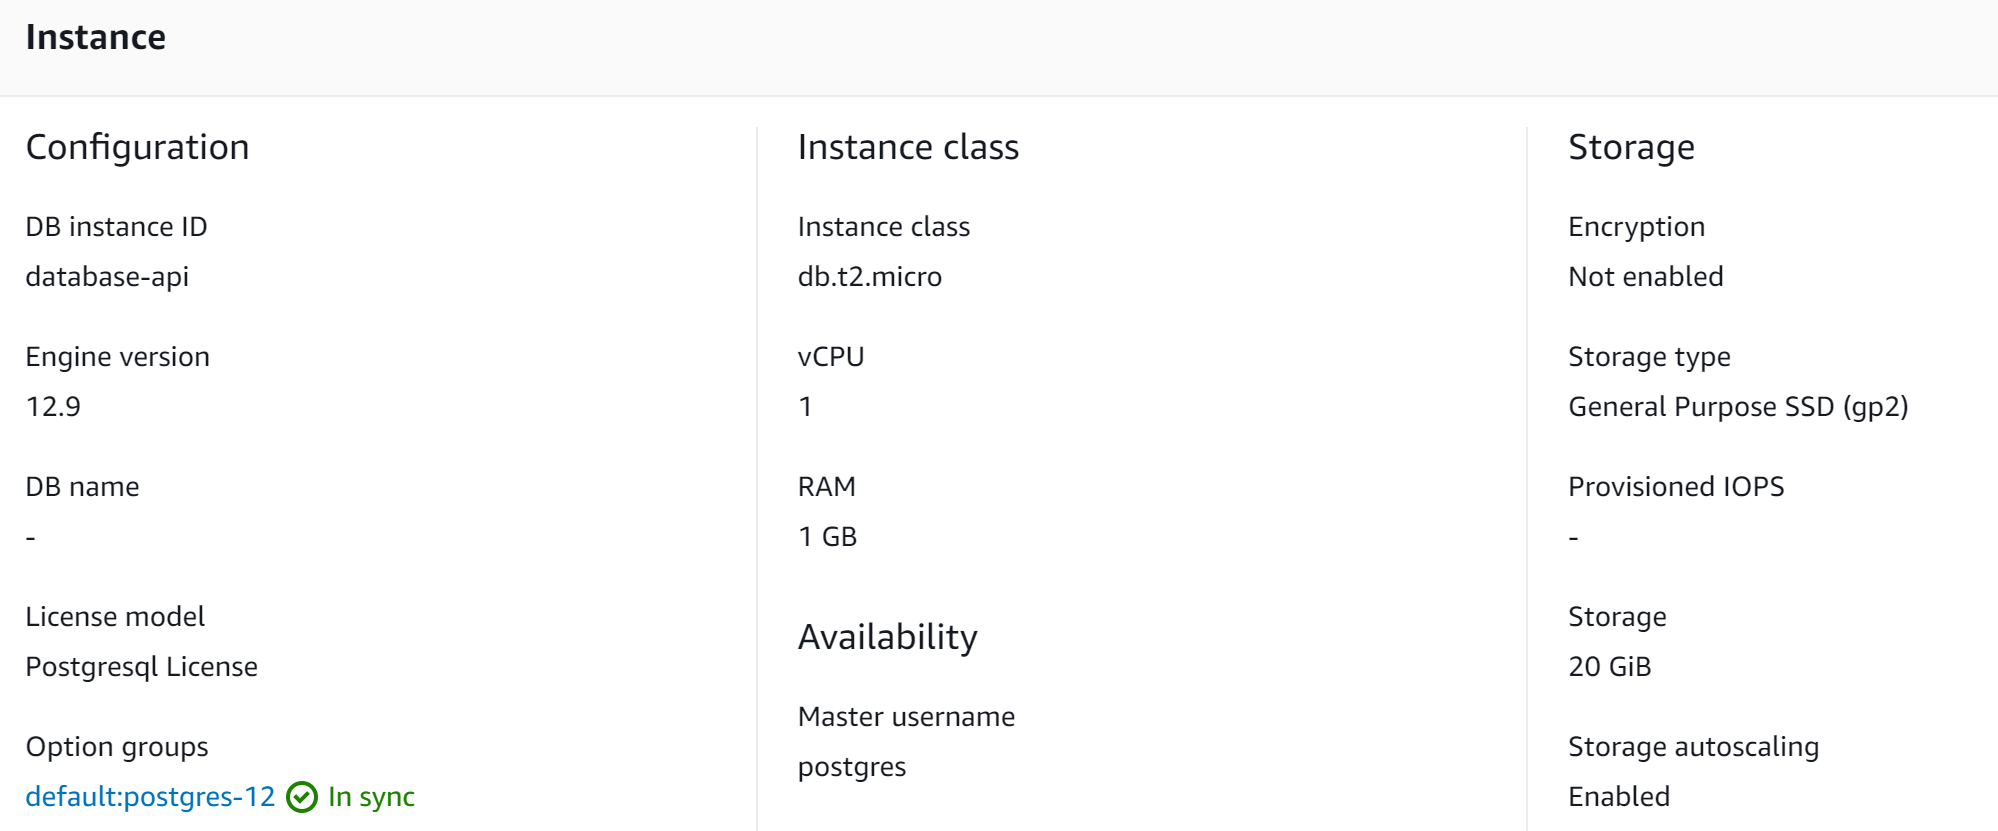 Instance
Configuration
DB instance ID
database-api
Engine version
12.9
DB name
-
License model
Postgresql License
Option groups
default:postgres-12 In sync
Instance class
Instance class
db.t2.micro
vCPU
1
RAM
1 GB
Availability
Master username
postgres
Storage
Encryption
Not enabled
Storage type
General Purpose SSD (gp2)
Provisioned IOPS
-
Storage
20 GiB
Storage autoscaling
Enabled